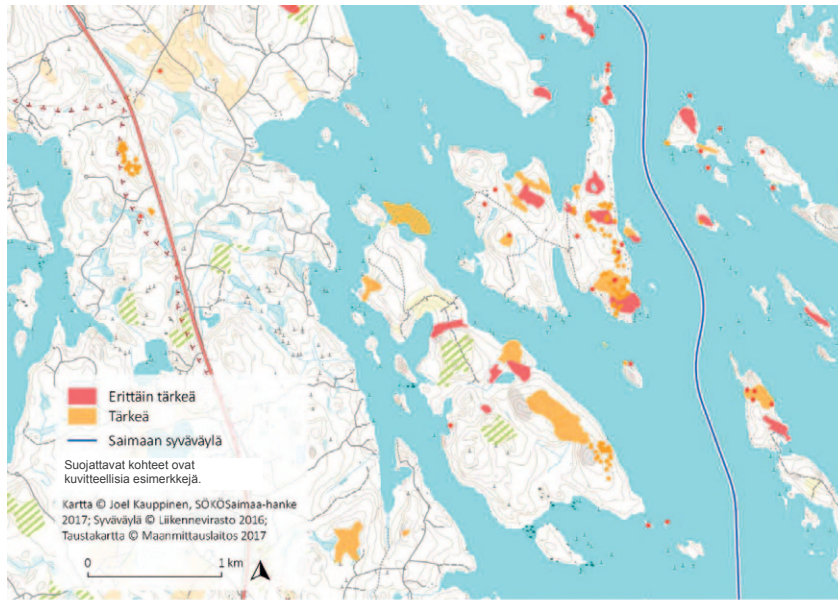 Erittäin tärkeä
Tärkeä
Saimaan syväväylä
Suojattavat kohteet ovat
kuvitteellisia esimerkkejä.
Kartta © Joel Kauppinen, SÖKÖSaimaa-hanke
2017; Syväväylä © Liikennevirasto 2016;
Taustakartta © Maanmittauslaitos 2017
0 1 km